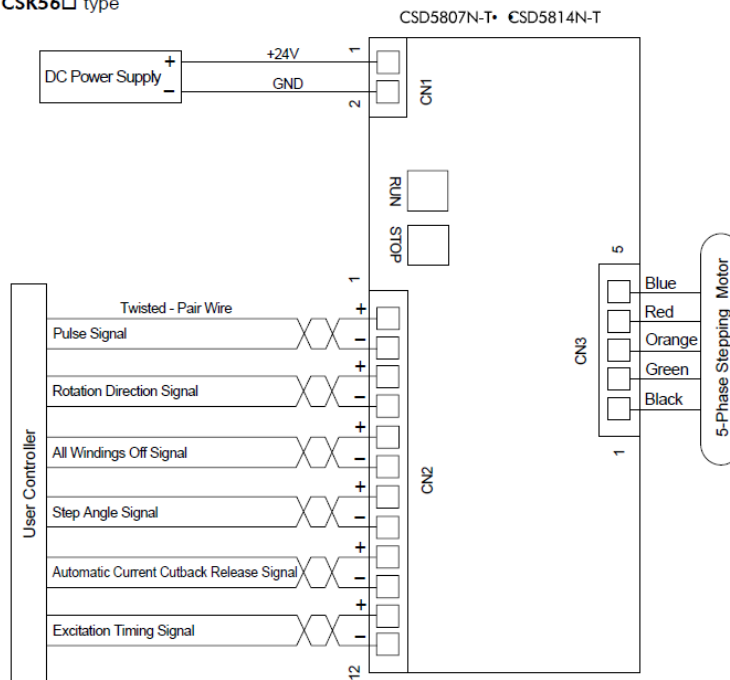 CSK56□ type
CSD5807N-T• CSD5814N-T
DC Power Supply
+
−
+24V
GND
1
2
CN1
RUN
STOP
User Controller
1
Twisted - Pair Wire
Pulse Signal
+
−
Rotation Direction Signal
+
−
All Windings Off Signal
+
−
Step Angle Signal
+
−
Automatic Current Cutback Release Signal
+
−
Excitation Timing Signal
+
−
12
CN2
5
CN3
1
Blue
Red
Orange
Green
Black
5-Phase Stepping Motor